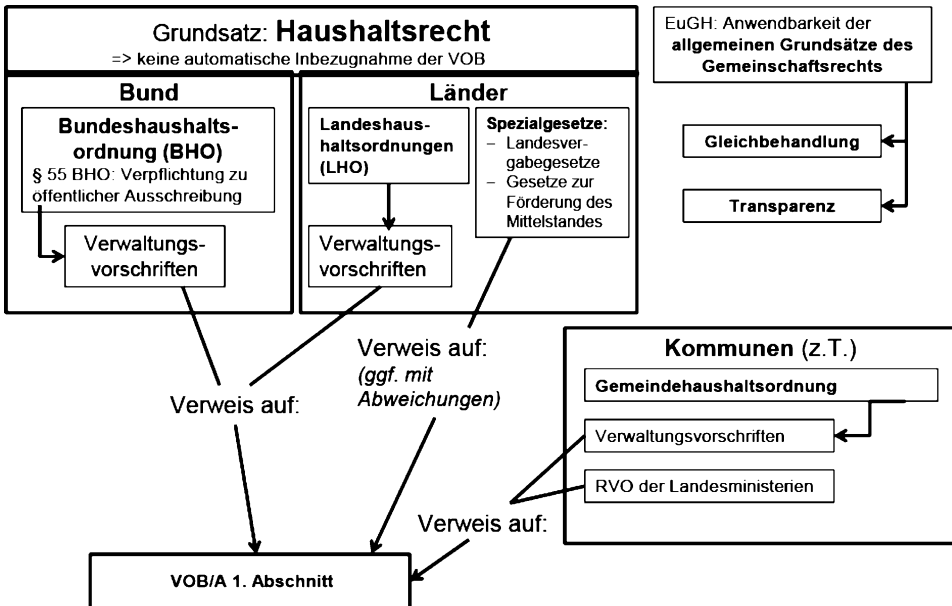 Grundsatz: Haushaltsrecht
=> keine automatische Inbezugnahme der VOB
Bund
Bundeshaushalts-
ordnung (BHO)
§ 55 BHO: Verpflichtung zu
öffentlicher Ausschreibung
Verwaltungs-
vorschriften
Länder
Landeshaus-
haltsordnungen
(LHO)
Verwaltungs-
vorschriften
Spezialgesetze:
– Landesver-
gabegesetze
– Gesetze zur
Förderung des
Mittelstandes
EuGH: Anwendbarkeit der
allgemeinen Grundsätze des
Gemeinschaftsrechts
Gleichbehandlung
Transparenz
Verweis auf:
Verweis auf:
(ggf. mit
Abweichungen)
Kommunen (z.T.)
Gemeindehaushaltsordnung
Verwaltungsvorschriften
RVO der Landesministerien
Verweis auf:
VOB/A 1. Abschnitt